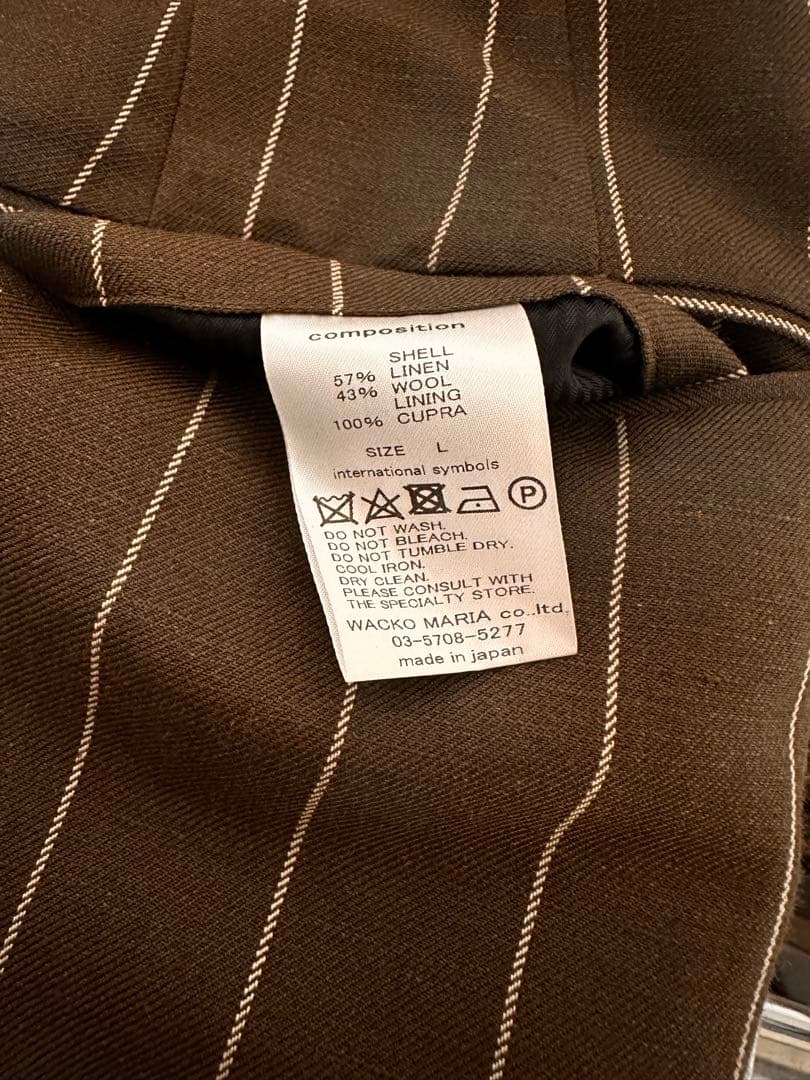 composition
SHELL
57% LINEN
43% WOOL
LINING
100% CUPRA
SIZE L
international symbols
P
DO NOT WASH.
DO NOT BLEACH.
DO NOT TUMBLE DRY.
COOL IRON.
DRY CLEAN.
PLEASE CONSULT WITH
THE SPECIALTY STORE.
WACKO MARIA co.,ltd.
03-5708-5277
made in japan